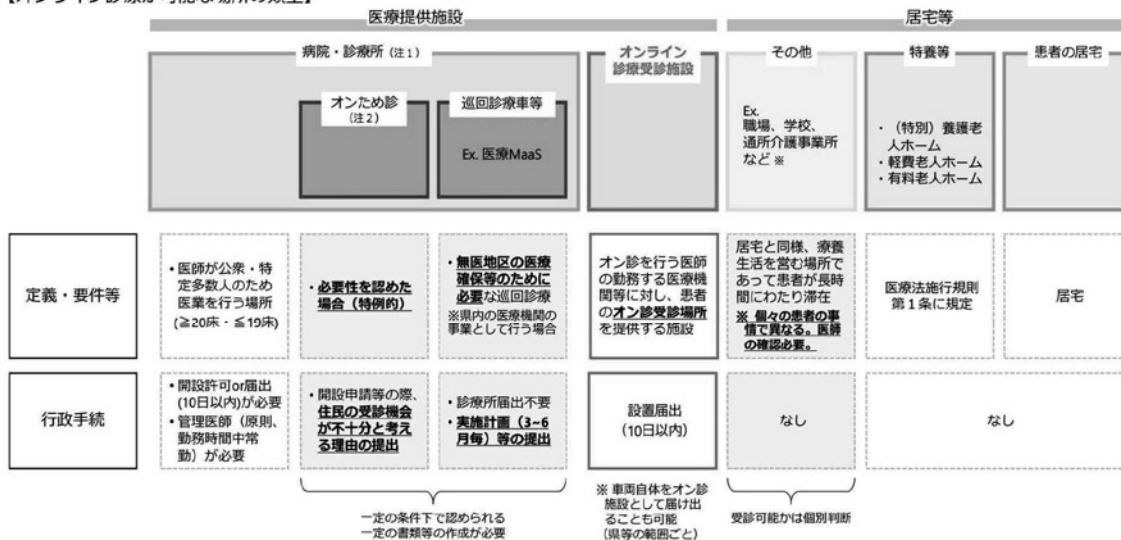 医療提供施設
居宅等
病院・診療所（注１）
オンライン
診療受診施設
その他
特養等
患者の居宅
オンため診
（注２）
巡回診療車等
Ex. 医療MaaS
Ex.
職場、学校、
通所介護事業所
など ※
・（特別）養護老
人ホーム
・軽費老人ホーム
・有料老人ホーム
定義・要件等
・医師が公衆・特
定多数人のため
医業を行う場所
(≧20床・≦19床)
・必要性を認めた
場合（特例的）
・無医地区の医療
確保等のために
必要な巡回診療
※県内の医療機関の
事業として行う場合
オン診を行う医師
の勤務する医療機
関等に対し、患者
のオン診受診場所
を提供する施設
居宅と同様、療養
生活を営む場所で
あって患者が長時
間にわたり滞在
※ 個々の患者の事
情で異なる。医師
の確認必要。
医療法施行規則
第１条に規定
居宅
行政手続
・開設許可or届出
(10日以内)が必要
・管理医師（原則、
勤務時間中常
勤）が必要
・開設申請等の際、
住民の受診機会
が不十分と考え
る理由の提出
・診療所届出不要
・実施計画（3~6
月毎）等の提出
設置届出
(10日以内)
なし
なし
一定の条件下で認められる
一定の書類等の作成が必要
※ 車両自体をオン診
施設として届け出
ることも可能
（県等の範囲ごと）
受診可能かは個別判断